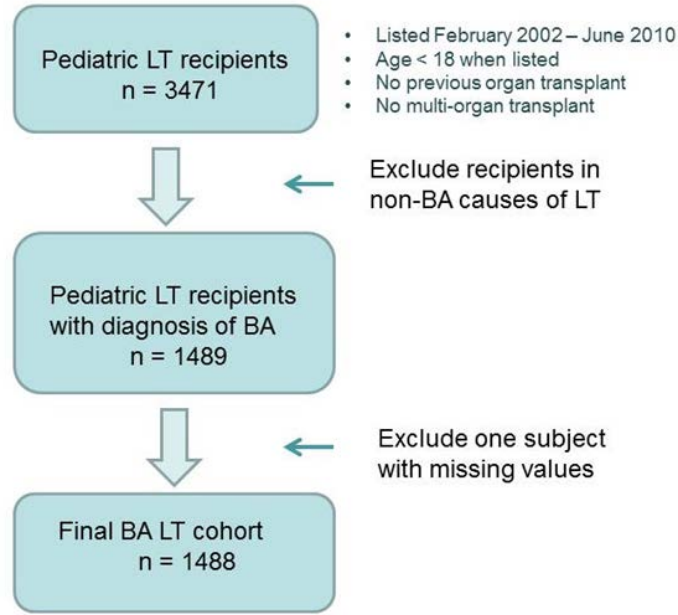 Pediatric LT recipients
n = 3471
• Listed February 2002 – June 2010
• Age < 18 when listed
• No previous organ transplant
• No multi-organ transplant
Exclude recipients in
non-BA causes of LT
Pediatric LT recipients
with diagnosis of BA
n = 1489
Exclude one subject
with missing values
Final BA LT cohort
n = 1488